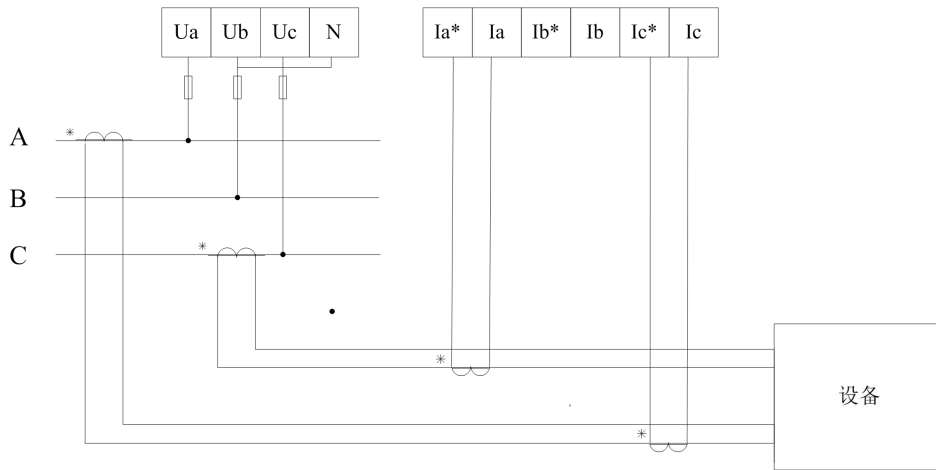 Ua Ub Uc N Ia* Ia Ib* Ib Ic* Ic
A *
B
C *
*
设备
*